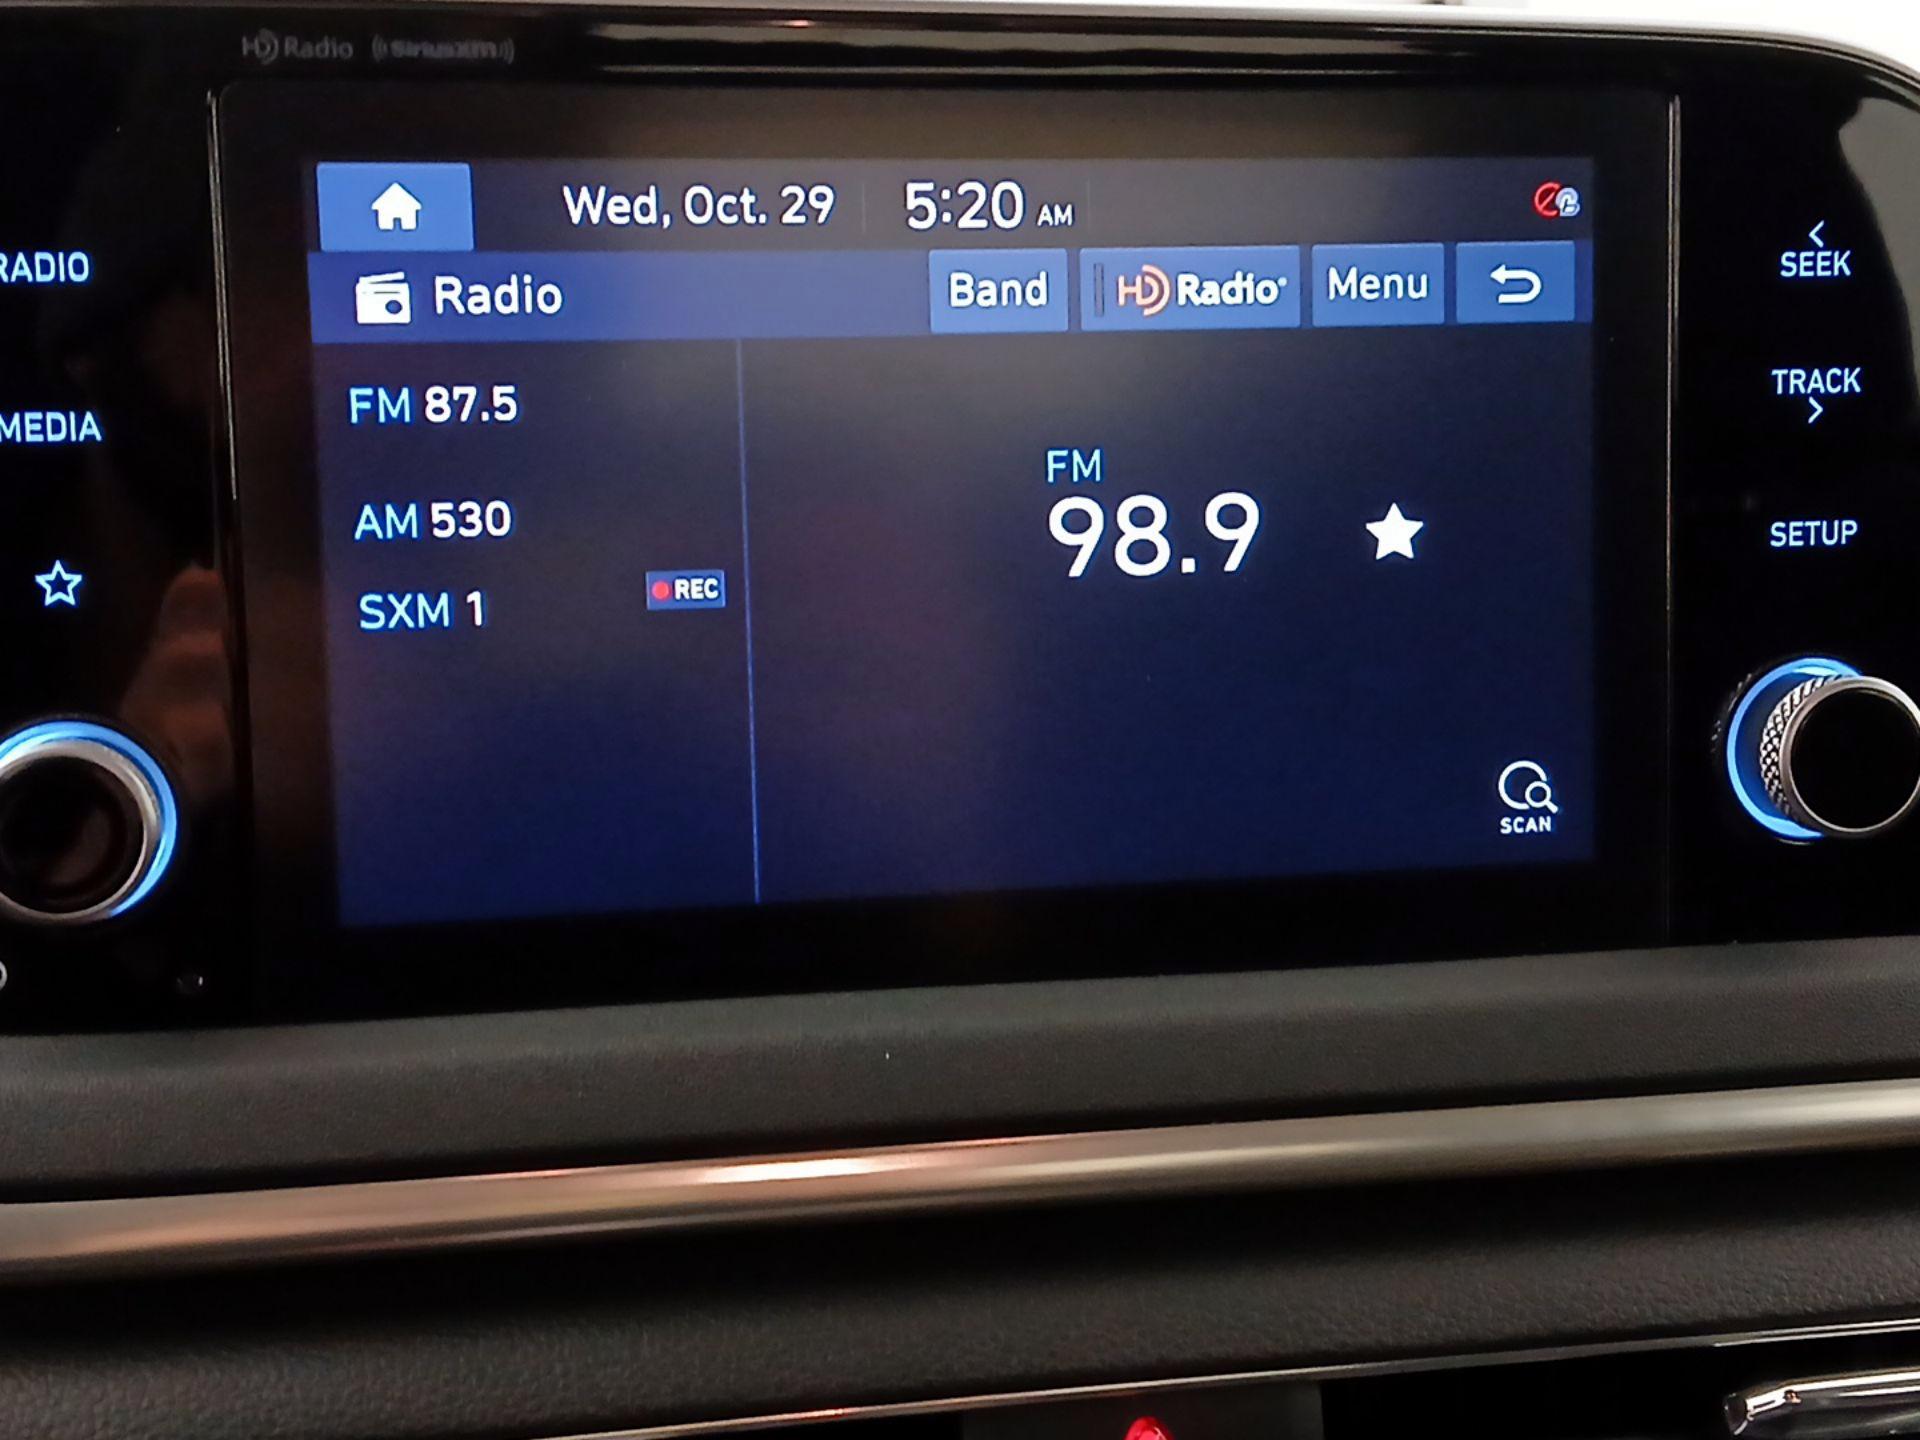 HD Radio ((SiriusXM))
Wed, Oct. 29 5:20 AM
Radio Band HD Radio® Menu
FM 87.5
AM 530
SXM 1 REC
FM
98.9
SCAN
RADIO
MEDIA
SEEK
TRACK
SETUP